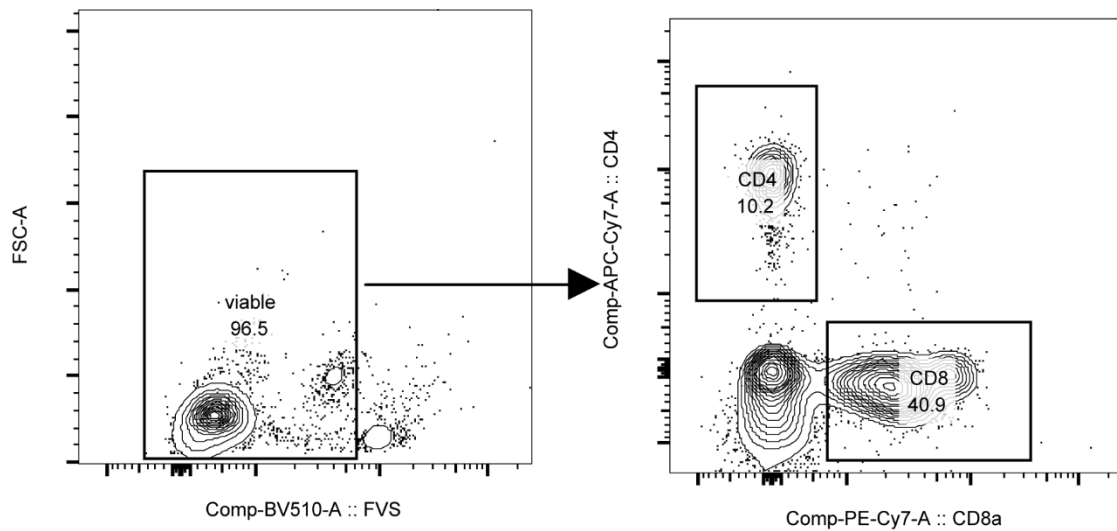 FSC-A
viable
96.5
Comp-BV510-A :: FVS
Comp-APC-Cy7-A :: CD4
CD4
10.2
CD8
40.9
Comp-PE-Cy7-A :: CD8a